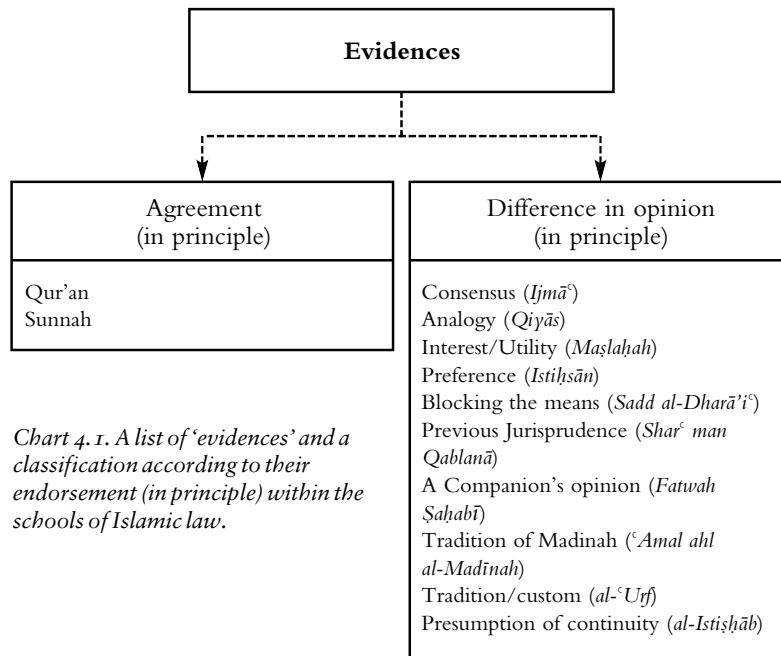 Evidences
Agreement
(in principle)
Qur'an
Sunnah
Difference in opinion
(in principle)
Consensus (Ijmāʿ)
Analogy (Qiyās)
Interest/Utility (Maṣlaḥah)
Preference (Istiḥsān)
Blocking the means (Sadd al-Dharā'iʿ)
Previous Jurisprudence (Sharʿ man
Qablanā)
A Companion's opinion (Fatwah
Ṣaḥabī)
Tradition of Madinah (ʿAmal ahl
al-Madīnah)
Tradition/custom (al-ʿUrf)
Presumption of continuity (al-Istiṣḥāb)
Chart 4.1. A list of ‘evidences’ and a
classification according to their
endorsement (in principle) within the
schools of Islamic law.